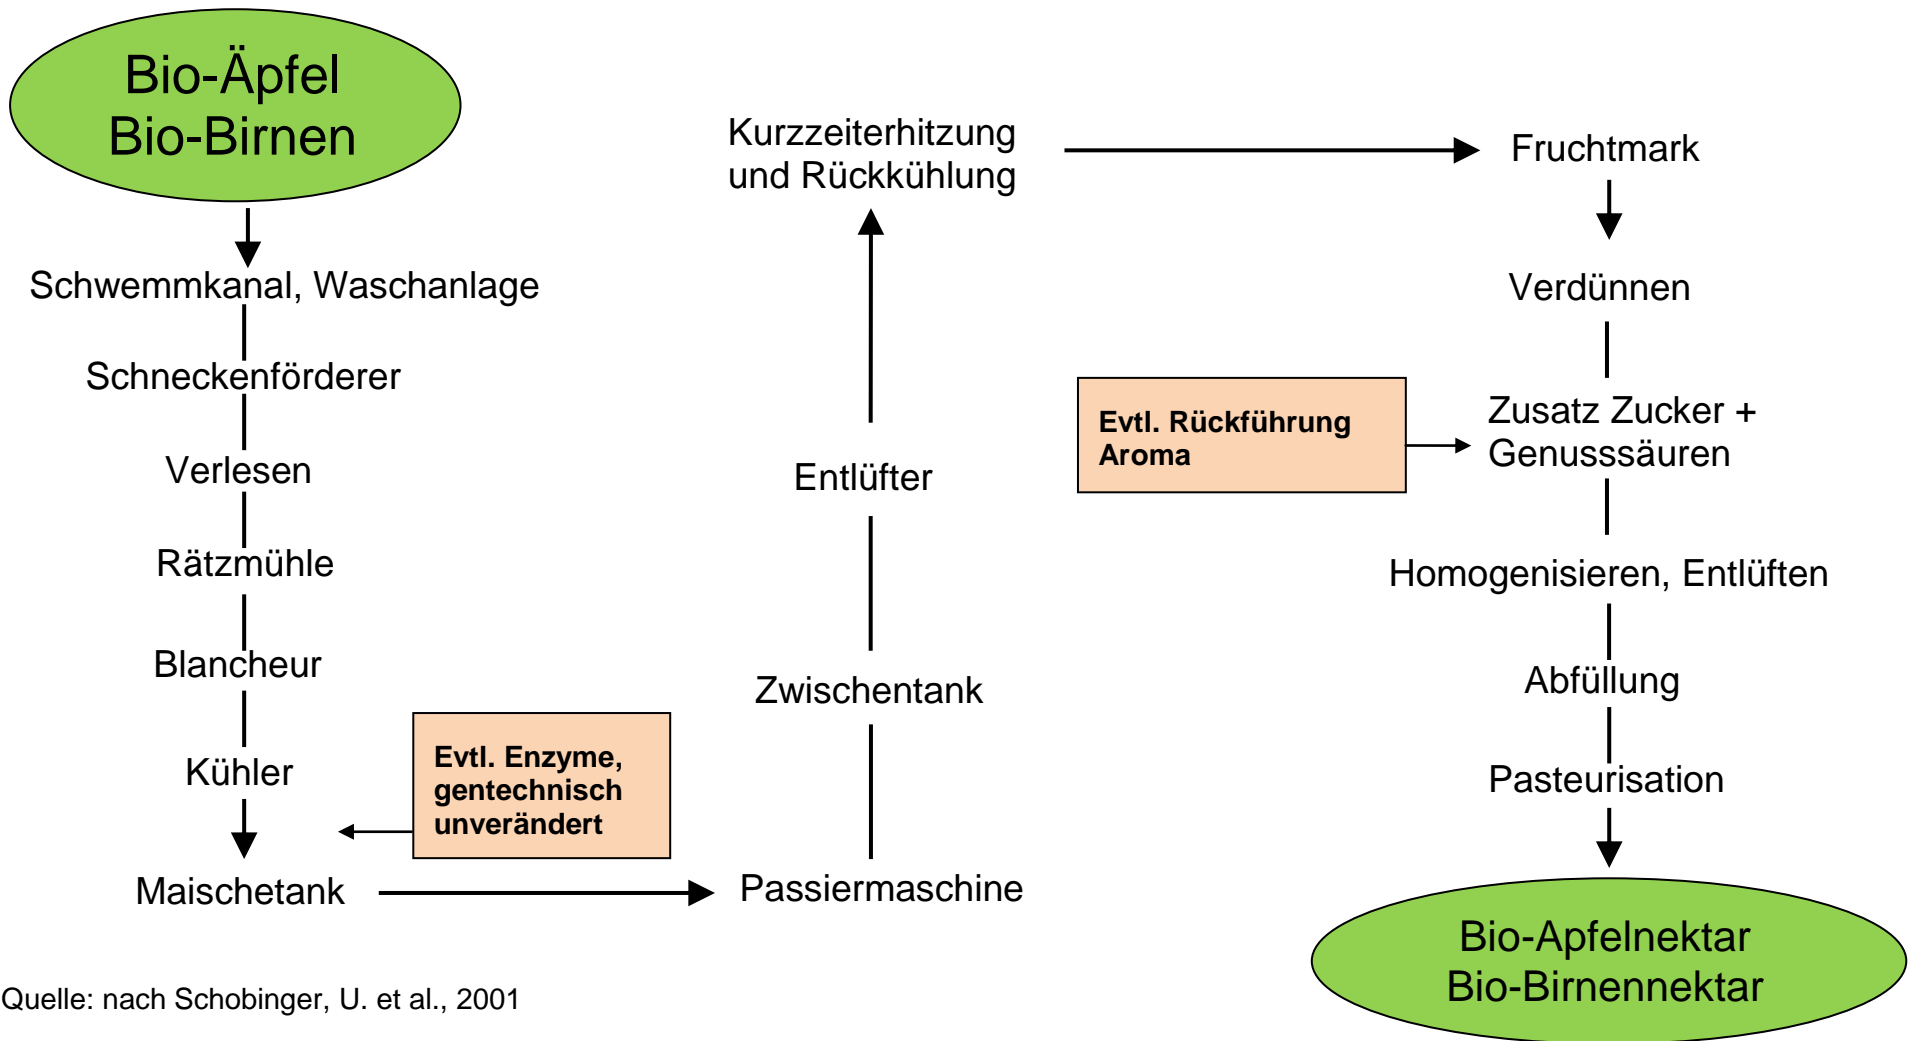 Bio-Äpfel
Bio-Birnen
Schwemmkanal, Waschanlage
Schneckenförderer
Verlesen
Rätzmühle
Blancheur
Kühler
Evtl. Enzyme,
gentechnisch
unverändert
Maischetank
Passiermaschine
Zwischentank
Entlüfter
Kurzzeiterhitzung
und Rückkühlung
Fruchtmark
Verdünnen
Evtl. Rückführung
Aroma
Zusatz Zucker +
Genusssäuren
Homogenisieren, Entlüften
Abfüllung
Pasteurisation
Bio-Apfelnektar
Bio-Birnennektar
Quelle: nach Schobinger, U. et al., 2001